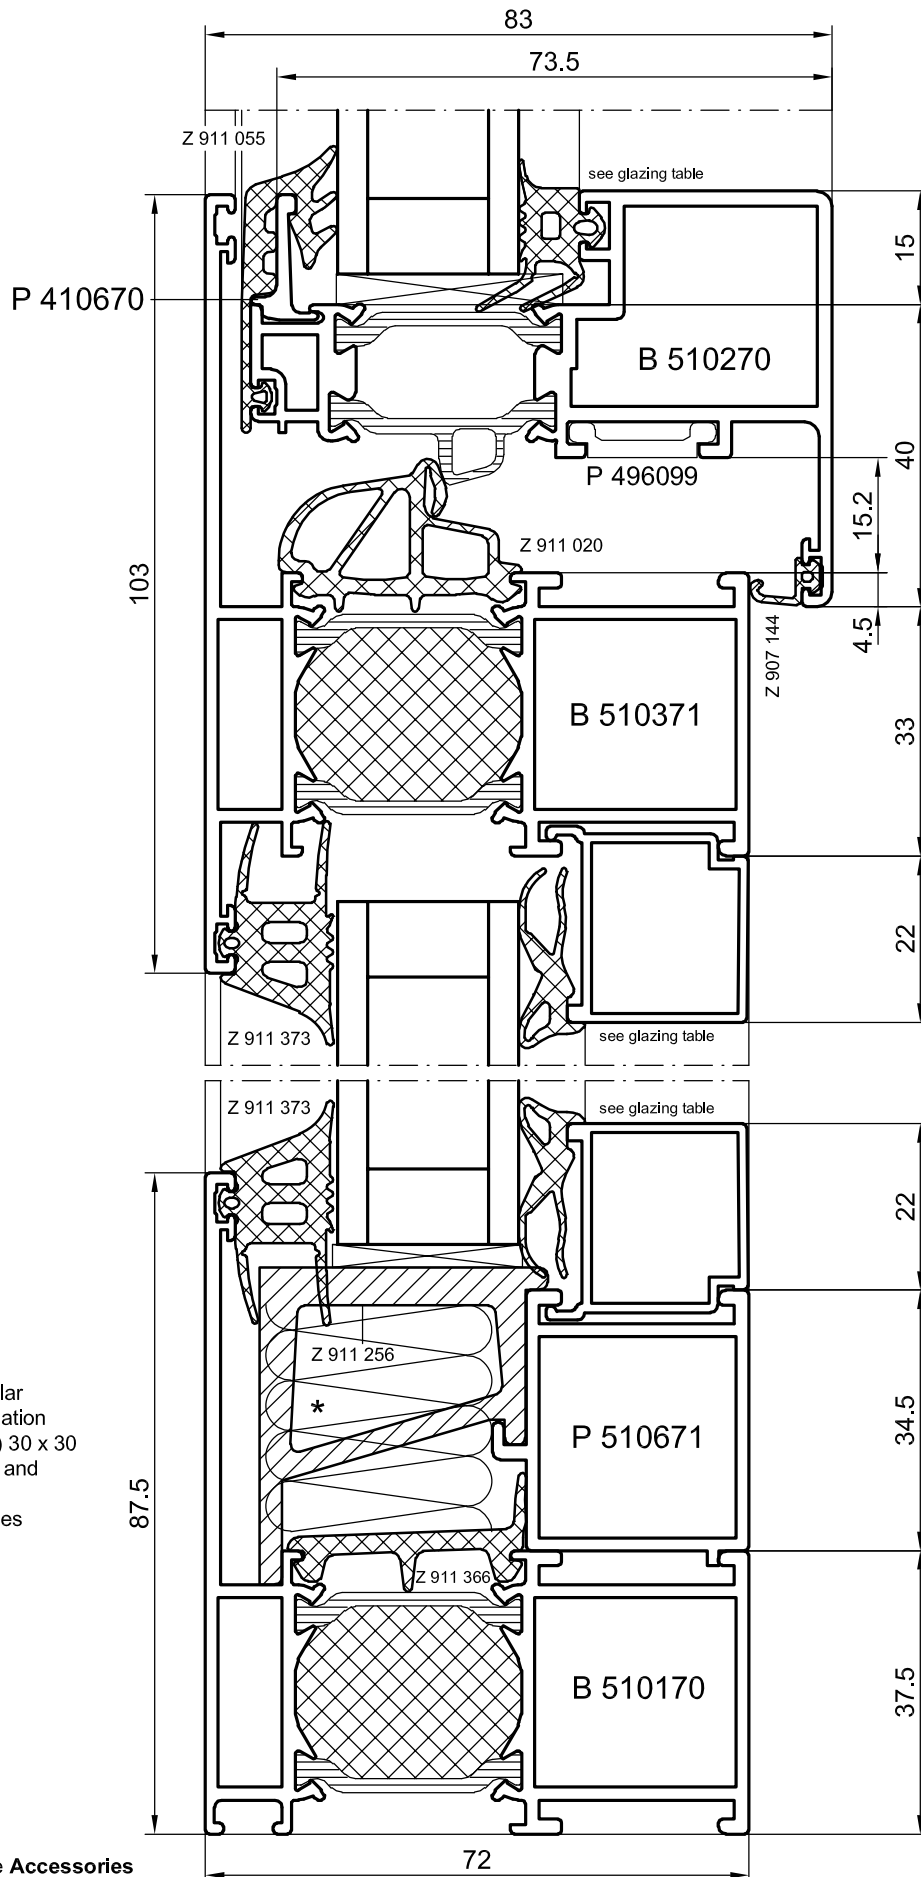 83
73.5
Z 911 055
see glazing table
15
P 410670
B 510270
40
P 496099
15.2
Z 911 020
103
4.5
Z 907 144
B 510371
33
22
Z 911 373
see glazing table
Z 911 373
see glazing table
22
Z 911 256
*
34.5
P 510671
lar
ation
) 30 x 30
and
es
87.5
Z 911 366
B 510170
37.5
72
e Accessories